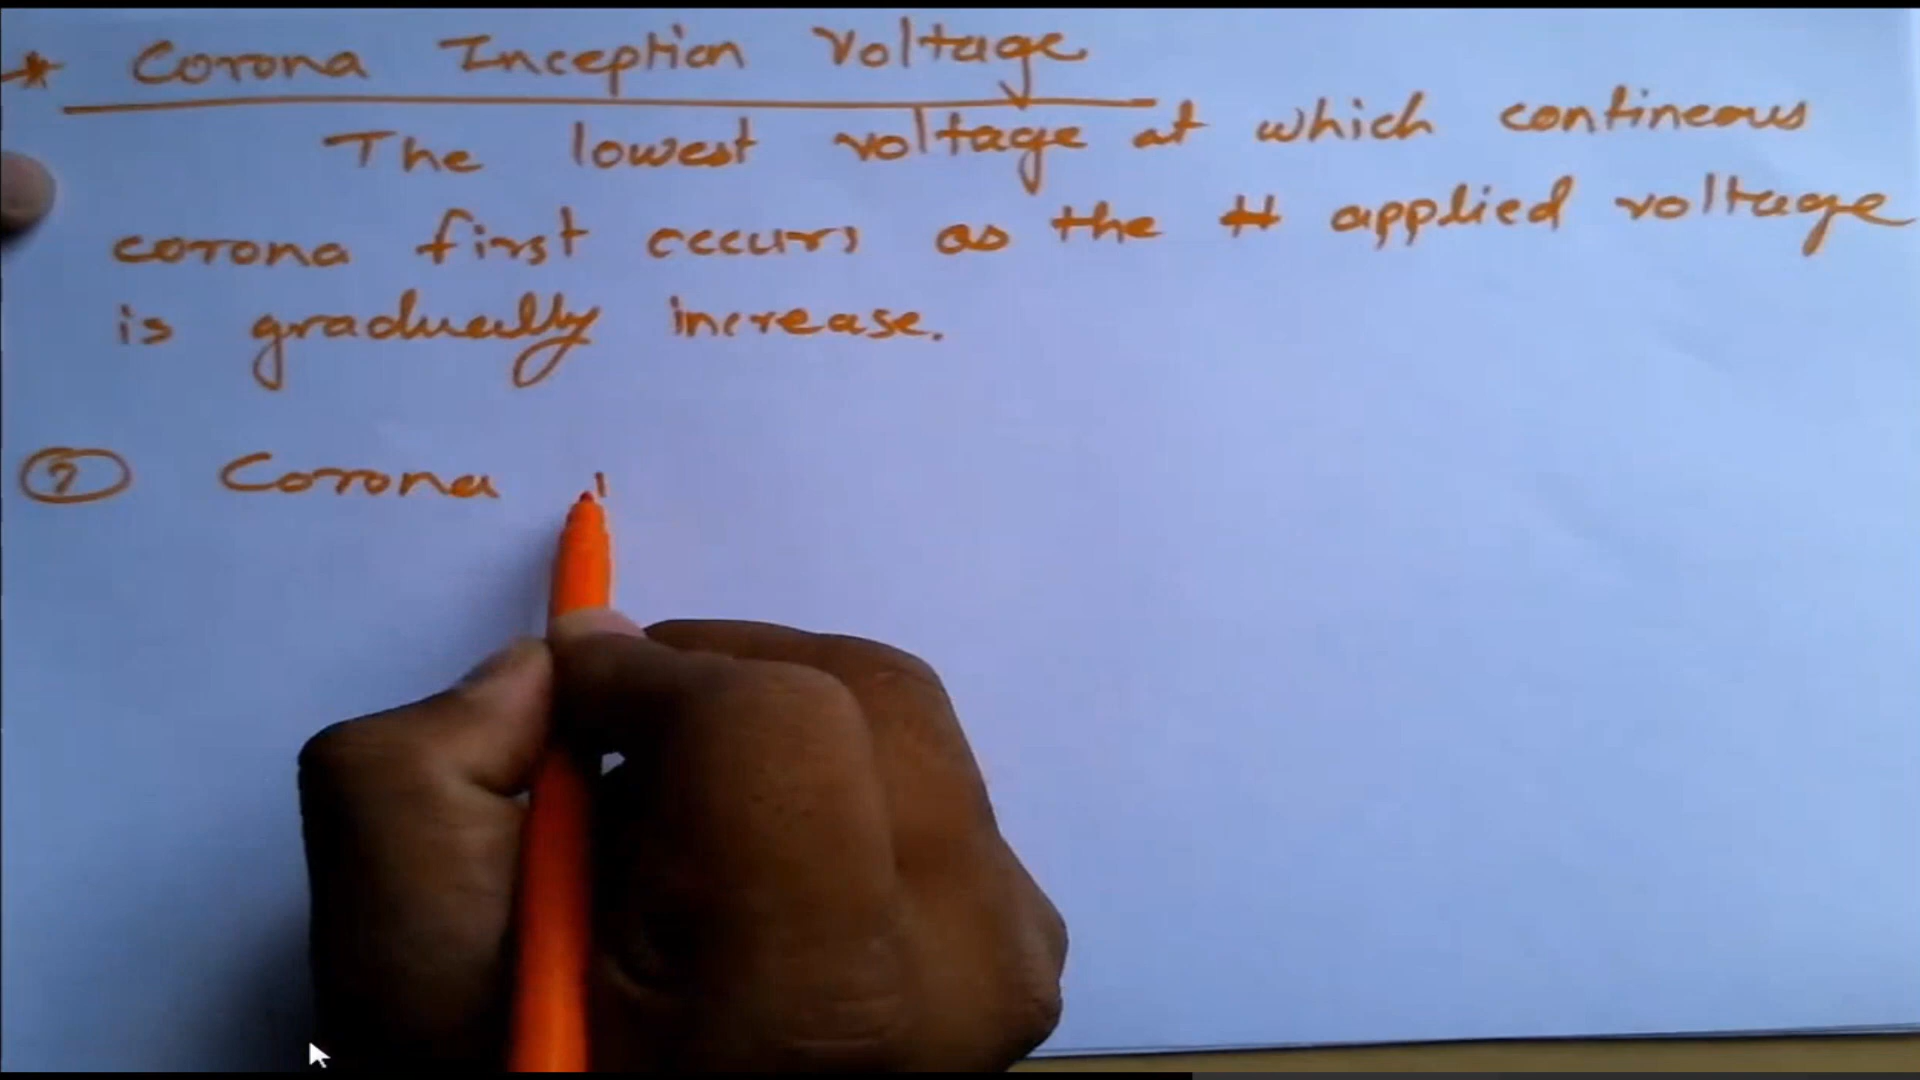 * Corona Inception Voltage
The lowest voltage at which contineous
corona first occurs as the applied voltage
is gradually increase.
② Corona